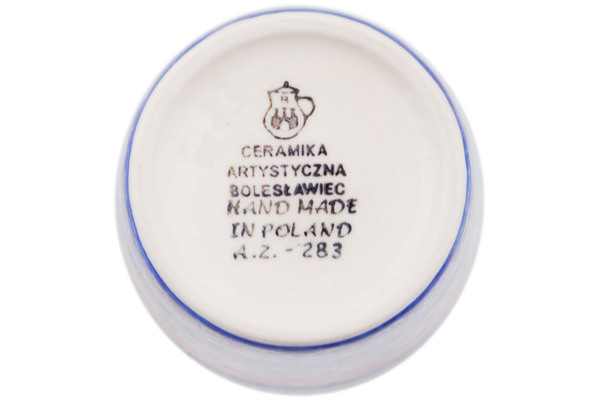 R
CERAMIKA
ARTYSTYCZNA
BOLESŁAWIEC
HAND MADE
IN POLAND
A.Z.-283